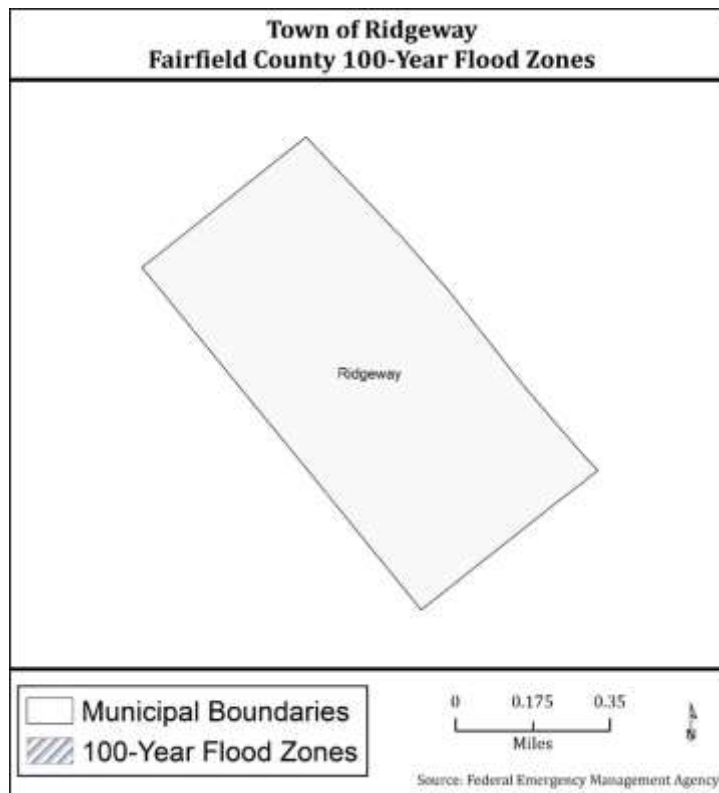 Town of Ridgeway
Fairfield County 100-Year Flood Zones
Ridgeway
Municipal Boundaries
100-Year Flood Zones
0 0.175 0.35
Miles
N
Source: Federal Emergency Management Agency